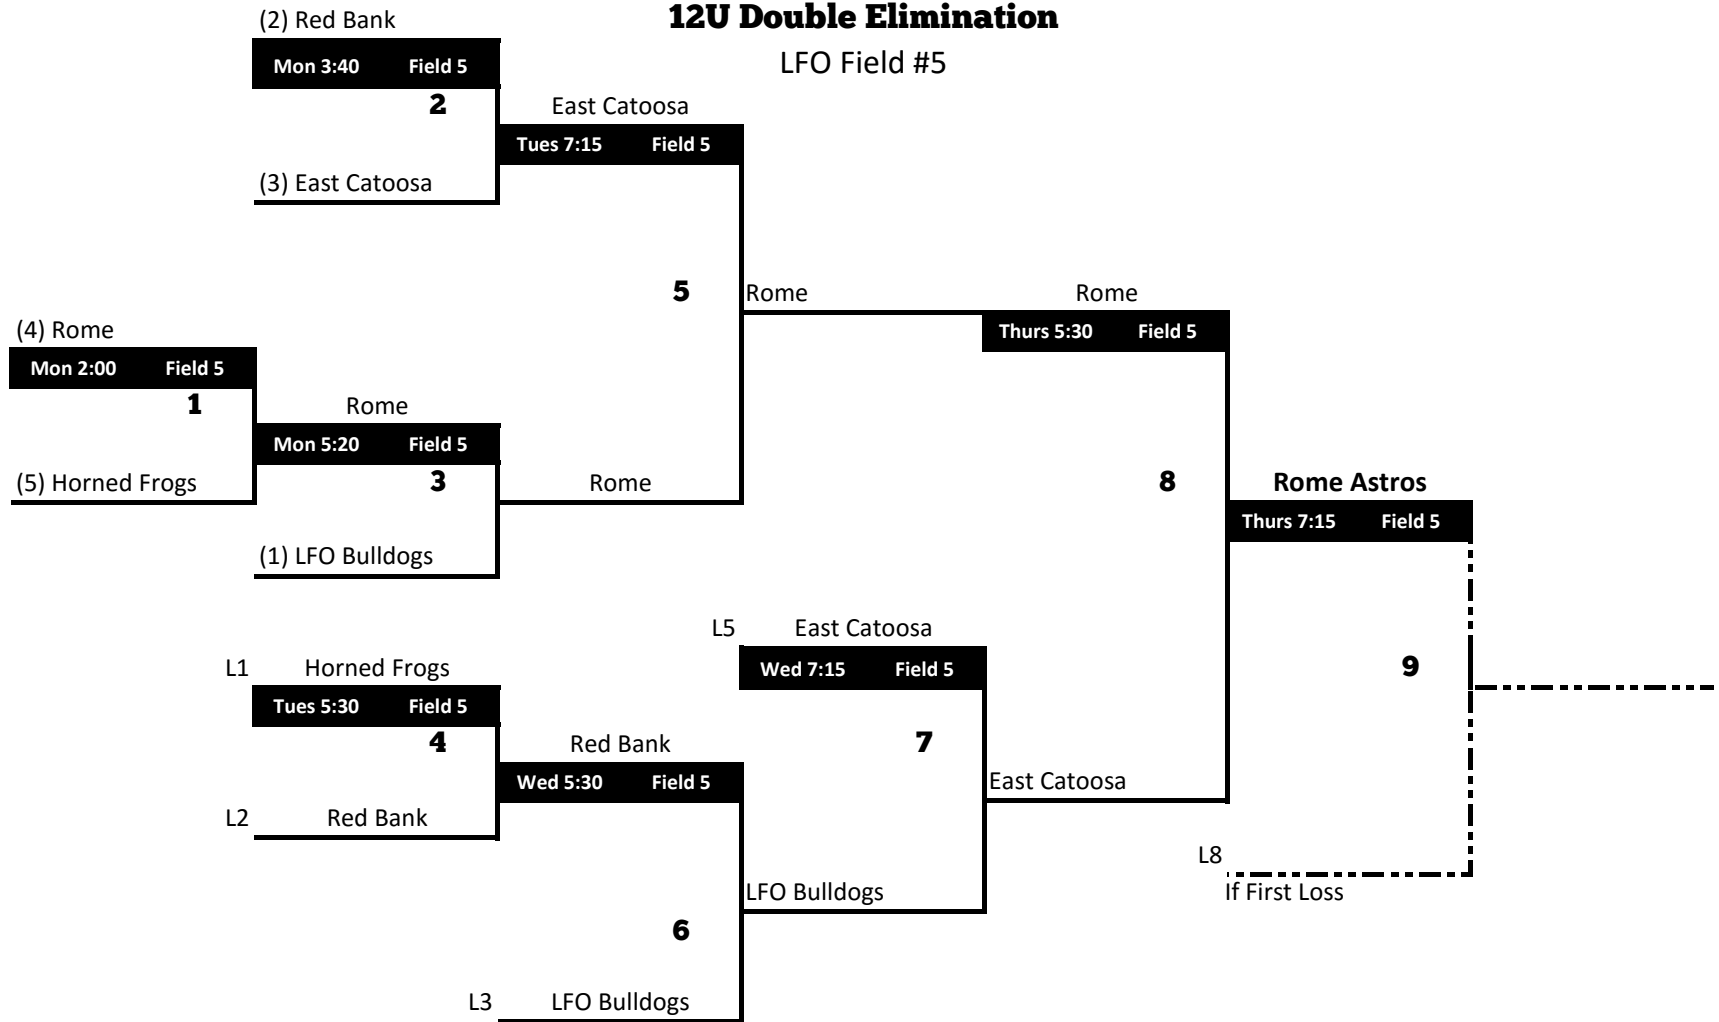 12U Double Elimination
LFO Field #5
(2) Red Bank
Mon 3:40 Field 5
2
East Catoosa
Tues 7:15 Field 5
(3) East Catoosa
5
Rome
Rome
(4) Rome
Thurs 5:30 Field 5
Mon 2:00 Field 5
1
Rome
Mon 5:20 Field 5
(5) Horned Frogs
3
Rome
8
Rome Astros
Thurs 7:15 Field 5
(1) LFO Bulldogs
L5 East Catoosa
L1 Horned Frogs
Wed 7:15 Field 5
9
Tues 5:30 Field 5
4
Red Bank
7
Wed 5:30 Field 5
East Catoosa
L2 Red Bank
L8
If First Loss
LFO Bulldogs
6
L3 LFO Bulldogs